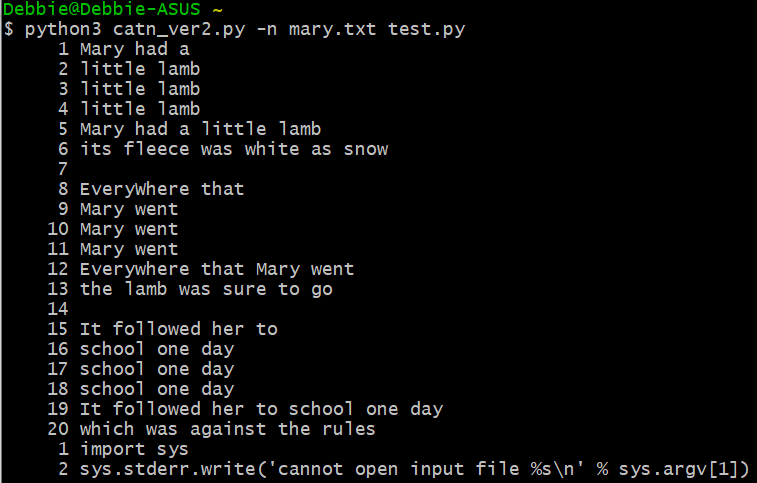 Debbie@Debbie-ASUS ~
$ python3 catn_ver2.py -n mary.txt test.py
1 Mary had a
2 little lamb
3 little lamb
4 little lamb
5 Mary had a little lamb
6 its fleece was white as snow
7
8 EveryWhere that
9 Mary went
10 Mary went
11 Mary went
12 Everywhere that Mary went
13 the lamb was sure to go
14
15 It followed her to
16 school one day
17 school one day
18 school one day
19 It followed her to school one day
20 which was against the rules
1 import sys
2 sys.stderr.write('cannot open input file %s\n' % sys.argv[1])